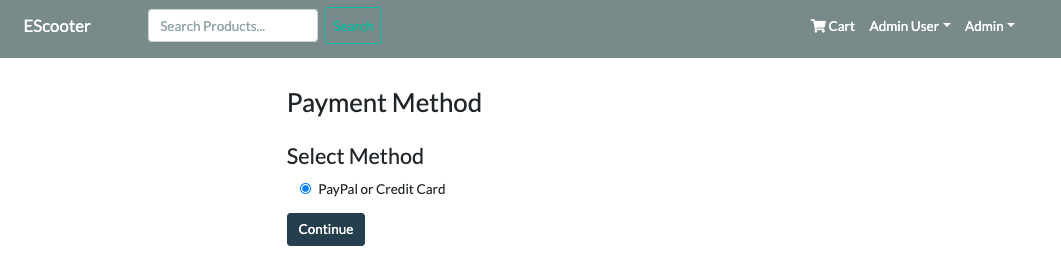 EScooter Search Products... Search Cart Admin User Admin
Payment Method
Select Method
PayPal or Credit Card
Continue